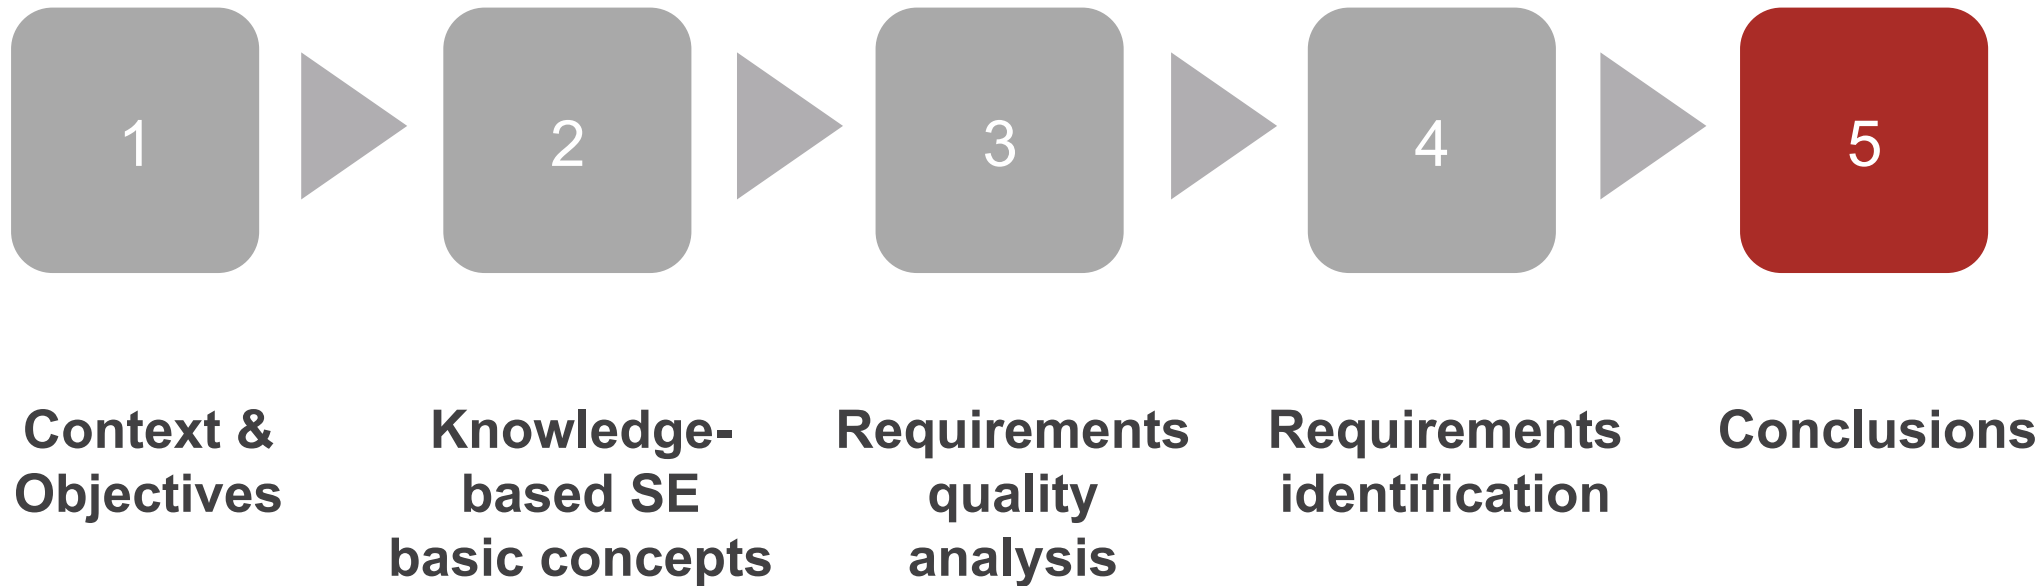 1
2
3
4
5
Context &
Objectives
Knowledge-
based SE
basic concepts
Requirements
quality
analysis
Requirements
identification
Conclusions